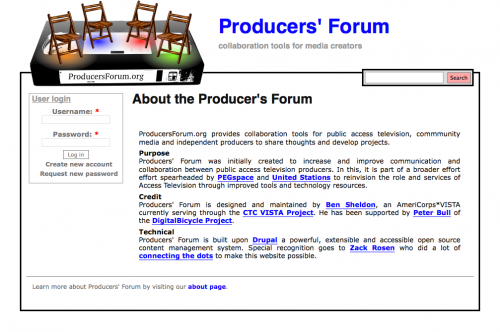 Producers' Forum
collaboration tools for media creators
ProducersForum.org
Search
User login
Username: *
Password: *
Log in
Create new account
Request new password
About the Producer's Forum
ProducersForum.org provides collaboration tools for public access television, commmunity
media and independent producers to share thoughts and develop projects.
Purpose
Producers' Forum was initially created to increase and improve communication and
collaboration between public access television producers. In this, it is part of a broader effort
effort spearheaded by PEGspace and United Stations to reinvision the role and services of
Access Television through improved tools and technology resources.
Credit
Producers' Forum is designed and maintained by Ben Sheldon, an AmeriCorps*VISTA
currently serving through the CTC VISTA Project. He has been supported by Peter Bull of
the DigitalBicycle Project.
Technical
Producers' Forum is built upon Drupal a powerful, extensible and accessible open source
content management system. Special recognition goes to Zack Rosen who did a lot of
connecting the dots to make this website possible.
Learn more about Producers' Forum by visiting our about page.